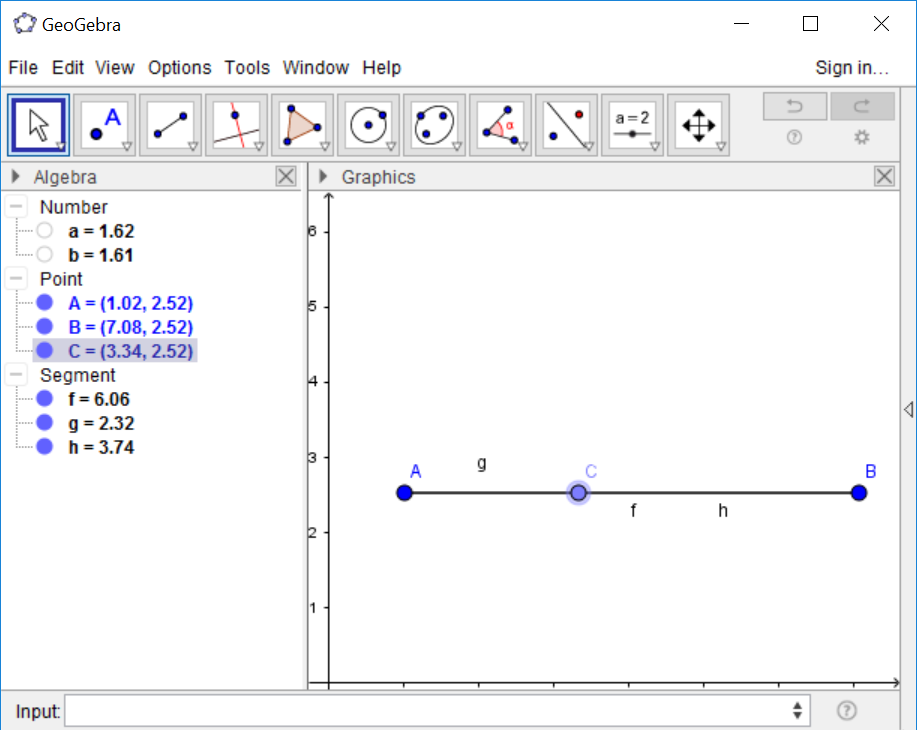 GeoGebra
File Edit View Options Tools Window Help Sign in...
A α a = 2
Algebra
Graphics
Number
a = 1.62
b = 1.61
Point
A = (1.02, 2.52)
B = (7.08, 2.52)
C = (3.34, 2.52)
Segment
f = 6.06
g = 2.32
h = 3.74
6
5
4
3
2
1
A g C B
f h
Input: